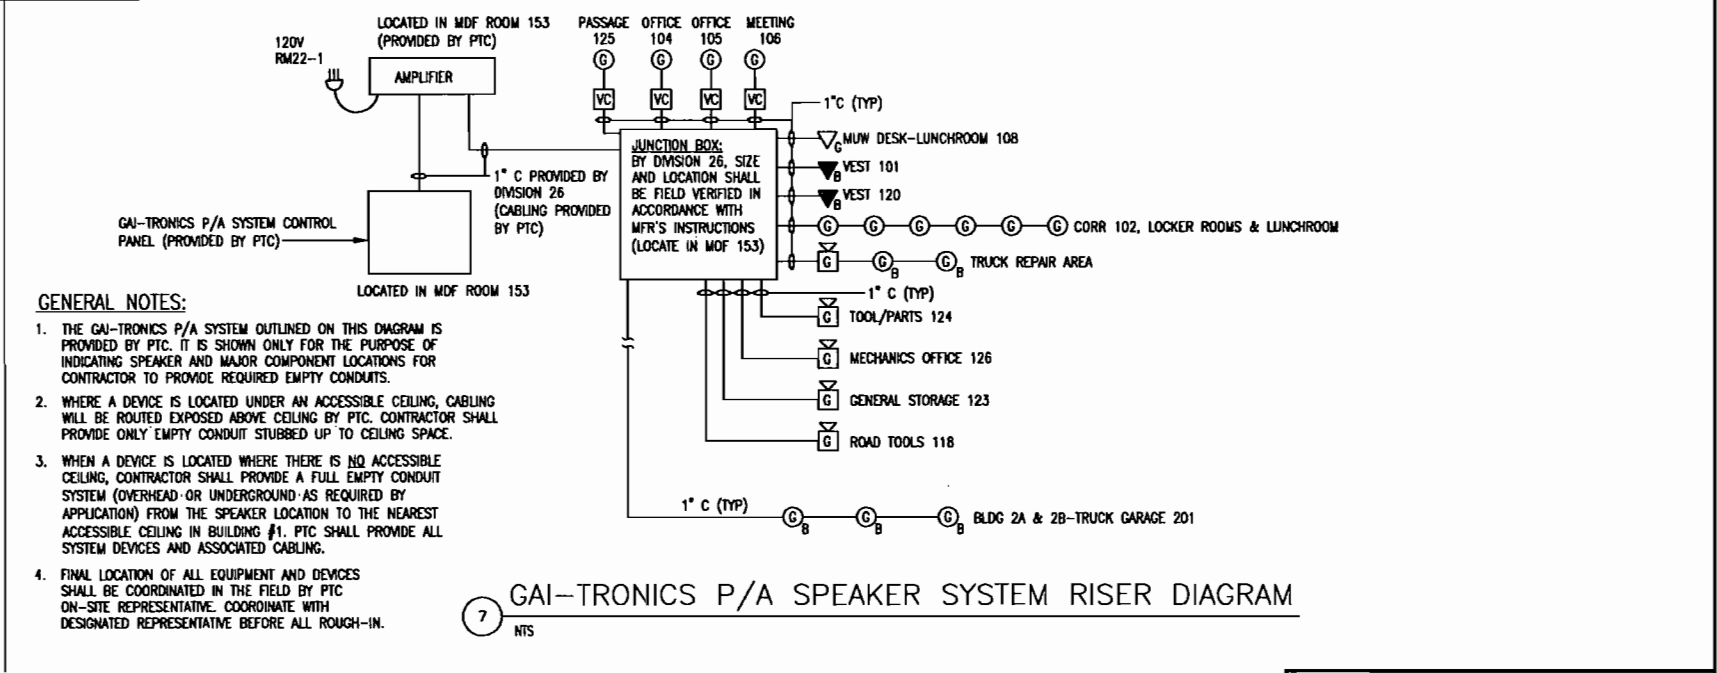 LOCATED IN MDF ROOM 153
(PROVIDED BY PTC)
120V
RM22-1
AMPLIFIER
PASSAGE 125
OFFICE 104
OFFICE 105
MEETING 106
G G G G
VC VC VC VC
1"C (TYP)
JUNCTION BOX:
BY DIVISION 26, SIZE
AND LOCATION SHALL
BE FIELD VERIFIED IN
ACCORDANCE WITH
MFR'S INSTRUCTIONS
(LOCATE IN MOF 153)
G MUW DESK-LUNCHROOM 108
B VEST 101
B VEST 120
G G G G G G CORR 102, LOCKER ROOMS & LUNCHROOM
G G B G B TRUCK REPAIR AREA
1" C PROVIDED BY
DIVISION 26
(CABLING PROVIDED
BY PTC)
GAI-TRONICS P/A SYSTEM CONTROL
PANEL (PROVIDED BY PTC)
LOCATED IN MDF ROOM 153
1" C (TYP)
G TOOL/PARTS 124
G MECHANICS OFFICE 126
G GENERAL STORAGE 123
G ROAD TOOLS 118
1" C (TYP)
G B G B G B BLDG 2A & 2B-TRUCK GARAGE 201
GENERAL NOTES:
1. THE GAI-TRONICS P/A SYSTEM OUTLINED ON THIS DIAGRAM IS
PROVIDED BY PTC. IT IS SHOWN ONLY FOR THE PURPOSE OF
INDICATING SPEAKER AND MAJOR COMPONENT LOCATIONS FOR
CONTRACTOR TO PROVIDE REQUIRED EMPTY CONDUITS.
2. WHERE A DEVICE IS LOCATED UNDER AN ACCESSIBLE CEILING, CABLING
WILL BE ROUTED EXPOSED ABOVE CEILING BY PTC. CONTRACTOR SHALL
PROVIDE ONLY EMPTY CONDUIT STUBBED UP TO CEILING SPACE.
3. WHEN A DEVICE IS LOCATED WHERE THERE IS NO ACCESSIBLE
CEILING, CONTRACTOR SHALL PROVIDE A FULL EMPTY CONDUIT
SYSTEM (OVERHEAD OR UNDERGROUND AS REQUIRED BY
APPLICATION) FROM THE SPEAKER LOCATION TO THE NEAREST
ACCESSIBLE CEILING IN BUILDING #1. PTC SHALL PROVIDE ALL
SYSTEM DEVICES AND ASSOCIATED CABLING.
4. FINAL LOCATION OF ALL EQUIPMENT AND DEVICES
SHALL BE COORDINATED IN THE FIELD BY PTC
ON-SITE REPRESENTATIVE. COORDINATE WITH
DESIGNATED REPRESENTATIVE BEFORE ALL ROUGH-IN.
7 GAI-TRONICS P/A SPEAKER SYSTEM RISER DIAGRAM
NTS